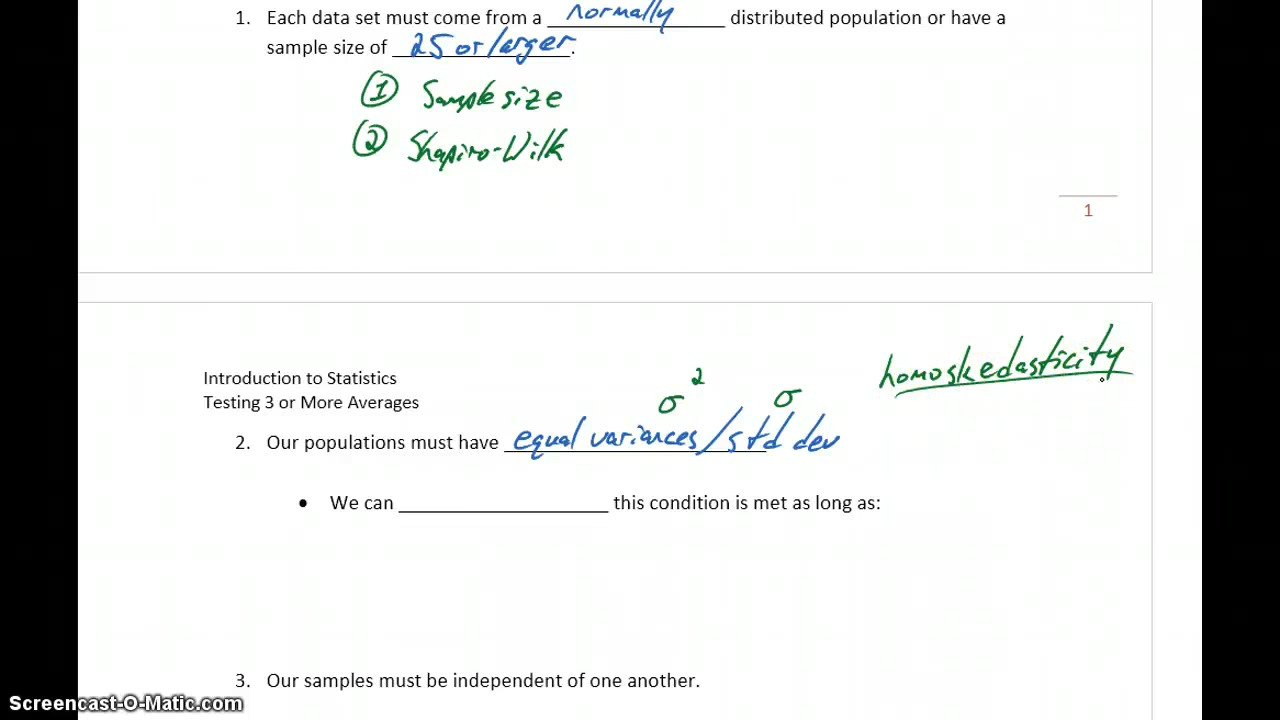 1. Each data set must come from a normally distributed population or have a
sample size of 25 or larger.
① Sample size
② Shapiro-Wilk
1
homoskedasticity
Introduction to Statistics
Testing 3 or More Averages
σ² σ
2. Our populations must have equal variances/std dev
• We can ____________________ this condition is met as long as:
3. Our samples must be independent of one another.
Screencast-O-Matic.com